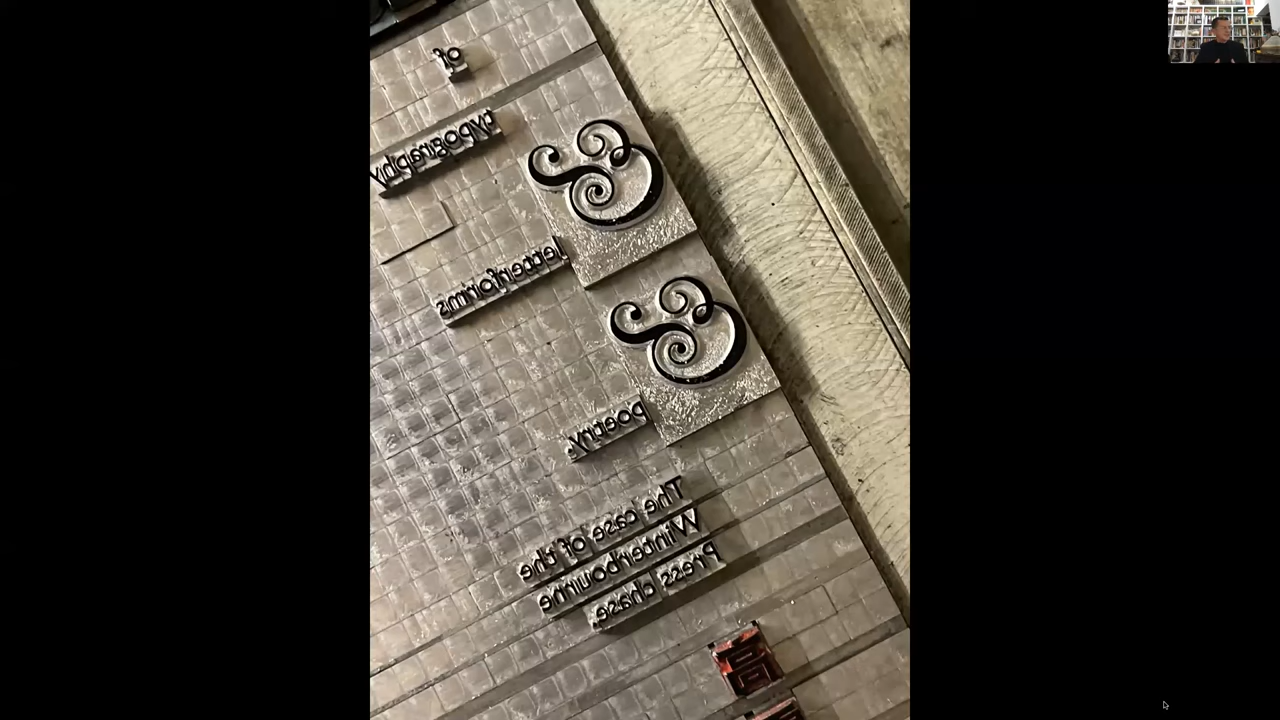 of
typography
&
letterforms
&
poetry.
The case of the
Winterbourne
Press chase.